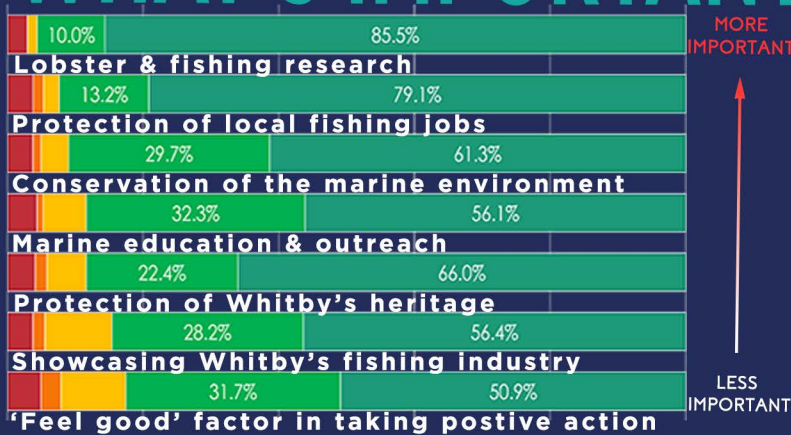 10.0% 85.5%
MORE
IMPORTANT
Lobster & fishing research
13.2% 79.1%
Protection of local fishing jobs
29.7% 61.3%
Conservation of the marine environment
32.3% 56.1%
Marine education & outreach
22.4% 66.0%
Protection of Whitby's heritage
28.2% 56.4%
Showcasing Whitby's fishing industry
31.7% 50.9%
LESS
IMPORTANT
'Feel good' factor in taking postive action